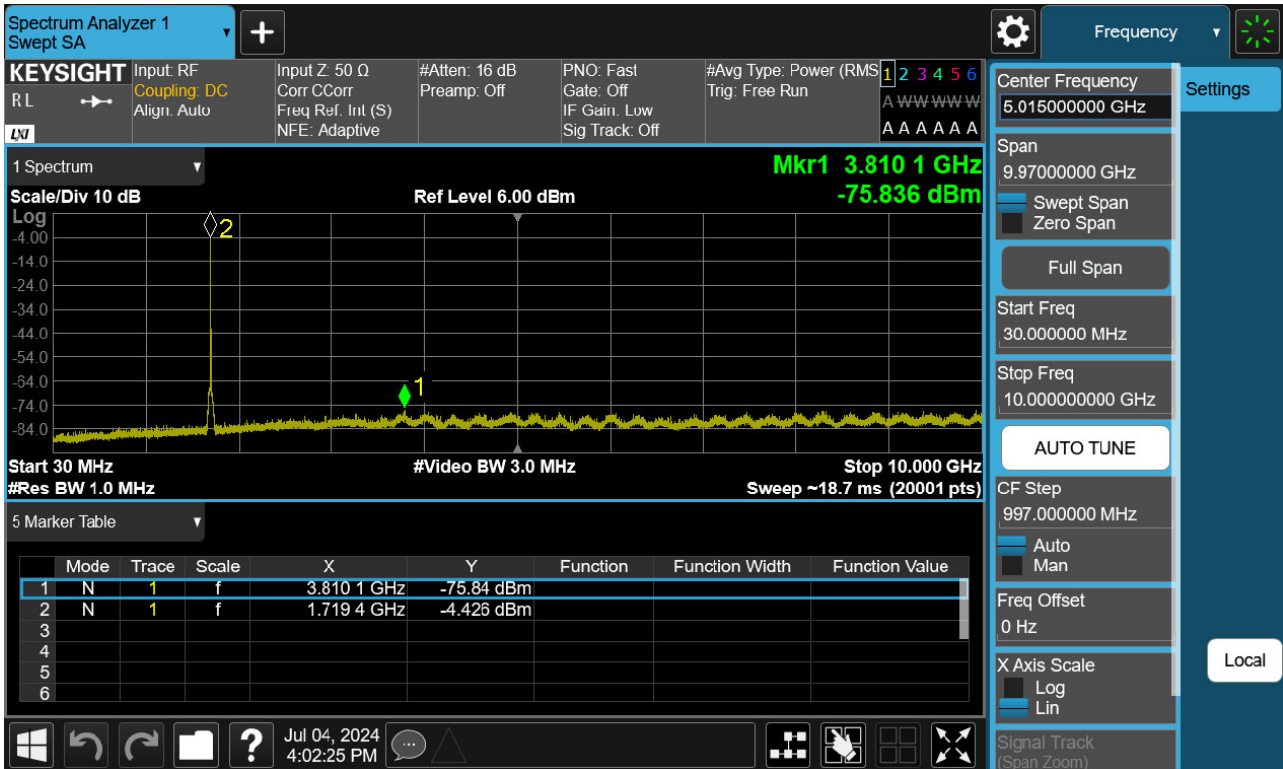 Spectrum Analyzer 1
Swept SA
+
Frequency
KEYSIGHT
R L
LXI
Input: RF
Coupling: DC
Align: Auto
Input Z: 50 Ω
Corr CCorr
Freq Ref: Int (S)
NFE: Adaptive
#Atten: 16 dB
Preamp: Off
PNO: Fast
Gate: Off
IF Gain: Low
Sig Track: Off
#Avg Type: Power (RMS
Trig: Free Run
1 2 3 4 5 6
A W W W W W
A A A A A A
1 Spectrum
Mkr1 3.810 1 GHz
Scale/Div 10 dB
Ref Level 6.00 dBm
-75.836 dBm
Log
2
-4.00
-14.0
-24.0
-34.0
-44.0
-54.0
-64.0
1
-74.0
-84.0
Start 30 MHz
#Video BW 3.0 MHz
Stop 10.000 GHz
#Res BW 1.0 MHz
Sweep ~18.7 ms (20001 pts)
5 Marker Table
Mode Trace Scale X Y Function Function Width Function Value
1 N 1 f 3.810 1 GHz -75.84 dBm
2 N 1 f 1.719 4 GHz -4.426 dBm
3
4
5
6
?
Jul 04, 2024
4:02:25 PM
Center Frequency
5.015000000 GHz
Span
9.97000000 GHz
Swept Span
Zero Span
Full Span
Start Freq
30.000000 MHz
Stop Freq
10.000000000 GHz
AUTO TUNE
CF Step
997.000000 MHz
Auto
Man
Freq Offset
0 Hz
X Axis Scale
Log
Lin
Signal Track
(Span Zoom)
Settings
Local